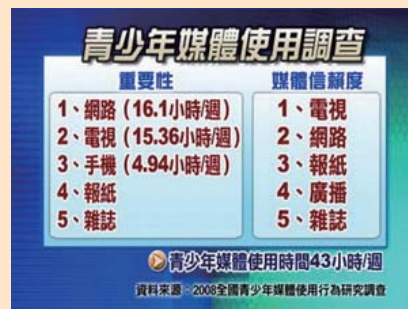 青少年媒體使用調查
重要性
1、網路（16.1小時/週）
2、電視（15.36小時/週）
3、手機（4.94小時/週）
4、報紙
5、雜誌
媒體信賴度
1、電視
2、網路
3、報紙
4、廣播
5、雜誌
青少年媒體使用時間43小時/週
資料來源：2008全國青少年媒體使用行為研究調查